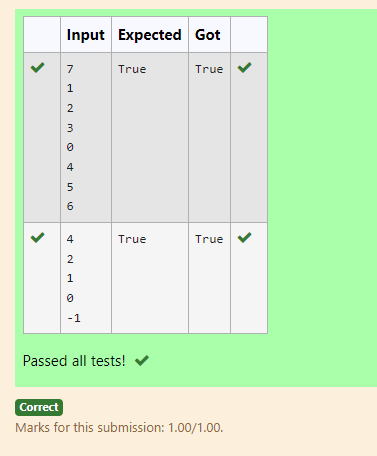 Input Expected Got
7 True True
1
2
3
0
4
5
6
4 True True
2
1
0
-1
Passed all tests!
Correct
Marks for this submission: 1.00/1.00.